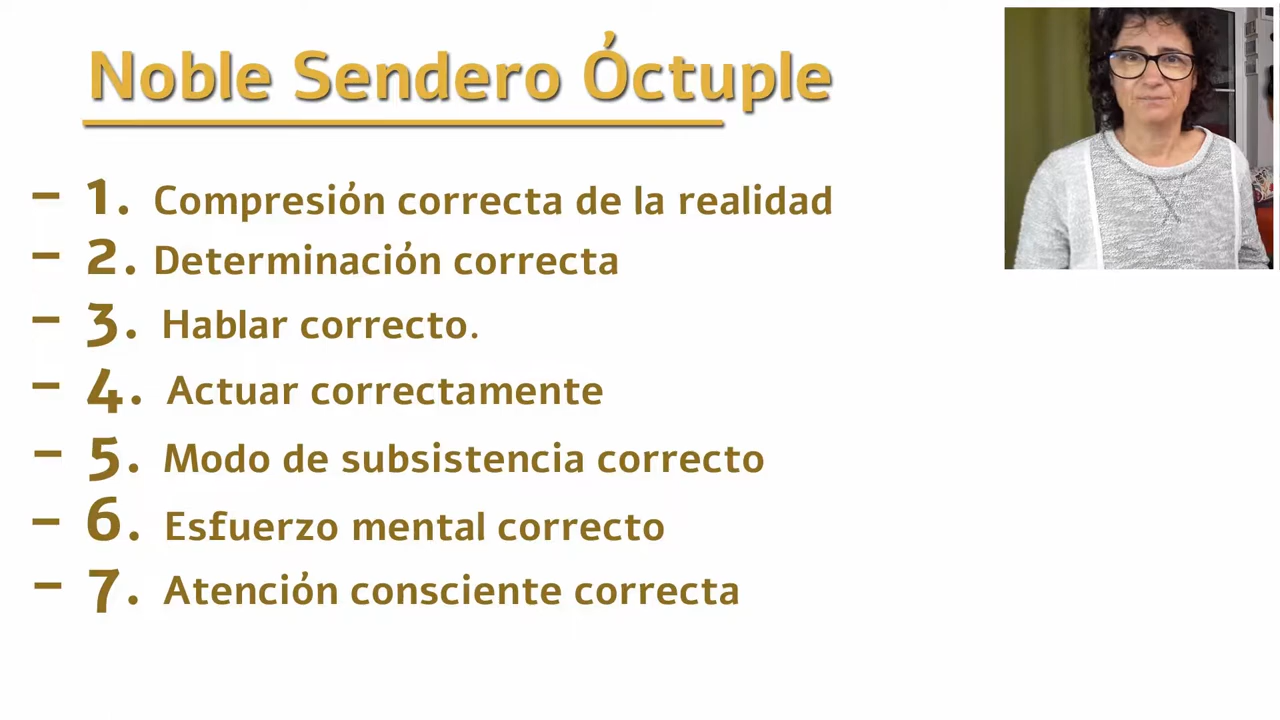 Noble Sendero Óctuple
– 1. Compresión correcta de la realidad
– 2. Determinación correcta
– 3. Hablar correcto.
– 4. Actuar correctamente
– 5. Modo de subsistencia correcto
– 6. Esfuerzo mental correcto
– 7. Atención consciente correcta